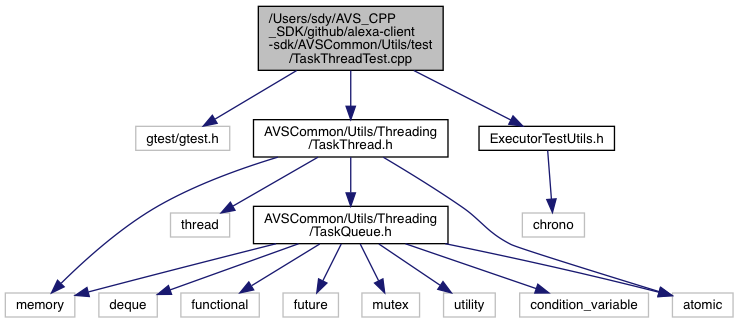 /Users/sdy/AVS_CPP
_SDK/github/alexa-client
-sdk/AVSCommon/Utils/test
/TaskThreadTest.cpp
gtest/gtest.h
AVSCommon/Utils/Threading
/TaskThread.h
ExecutorTestUtils.h
thread
AVSCommon/Utils/Threading
/TaskQueue.h
chrono
memory
deque
functional
future
mutex
utility
condition_variable
atomic